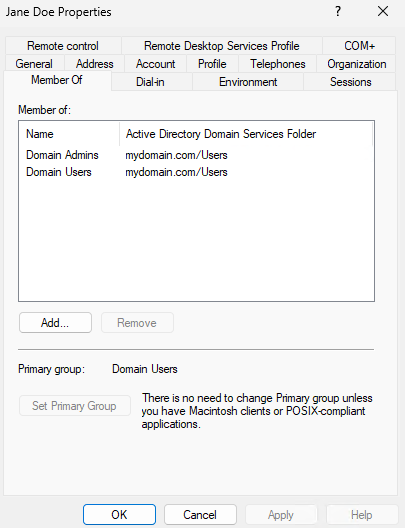 Jane Doe Properties ? ×
Remote control Remote Desktop Services Profile COM+
General Address Account Profile Telephones Organization
Member Of Dial-in Environment Sessions
Member of:
Name Active Directory Domain Services Folder
Domain Admins mydomain.com/Users
Domain Users mydomain.com/Users
Add... Remove
Primary group: Domain Users
Set Primary Group
There is no need to change Primary group unless
you have Macintosh clients or POSIX-compliant
applications.
OK Cancel Apply Help